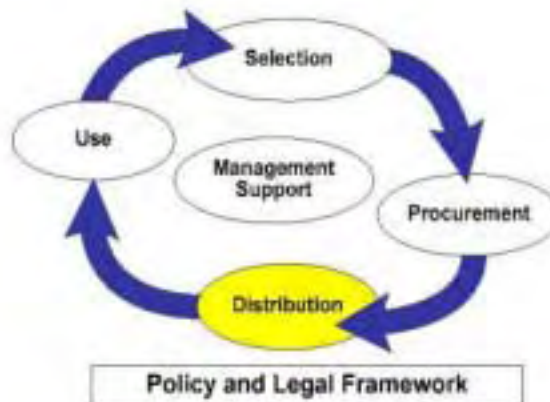 Selection
Use
Management
Support
Procurement
Distribution
Policy and Legal Framework